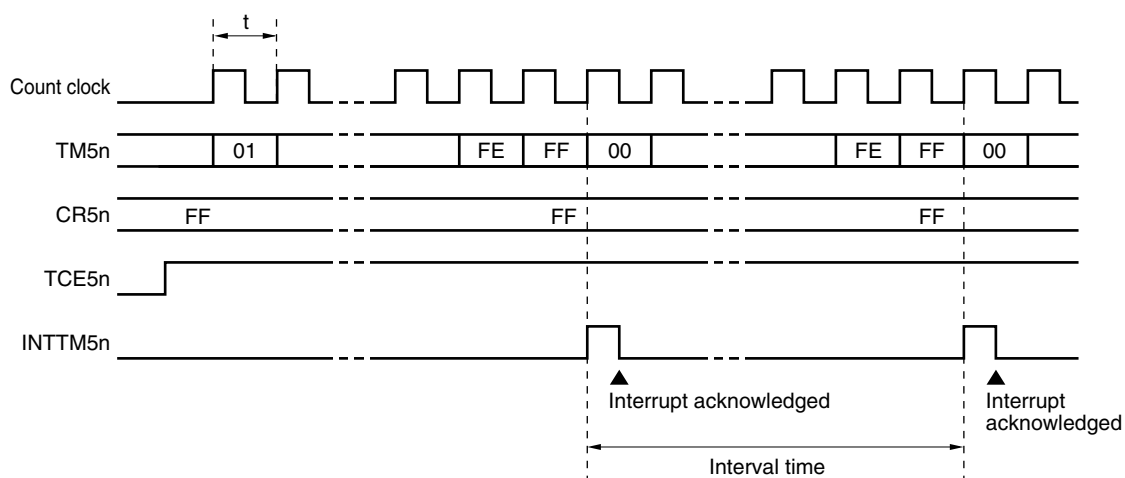 t
Count clock
TM5n 01 FE FF 00 FE FF 00
CR5n FF FF FF
TCE5n
INTTM5n
Interrupt acknowledged Interrupt
acknowledged
Interval time